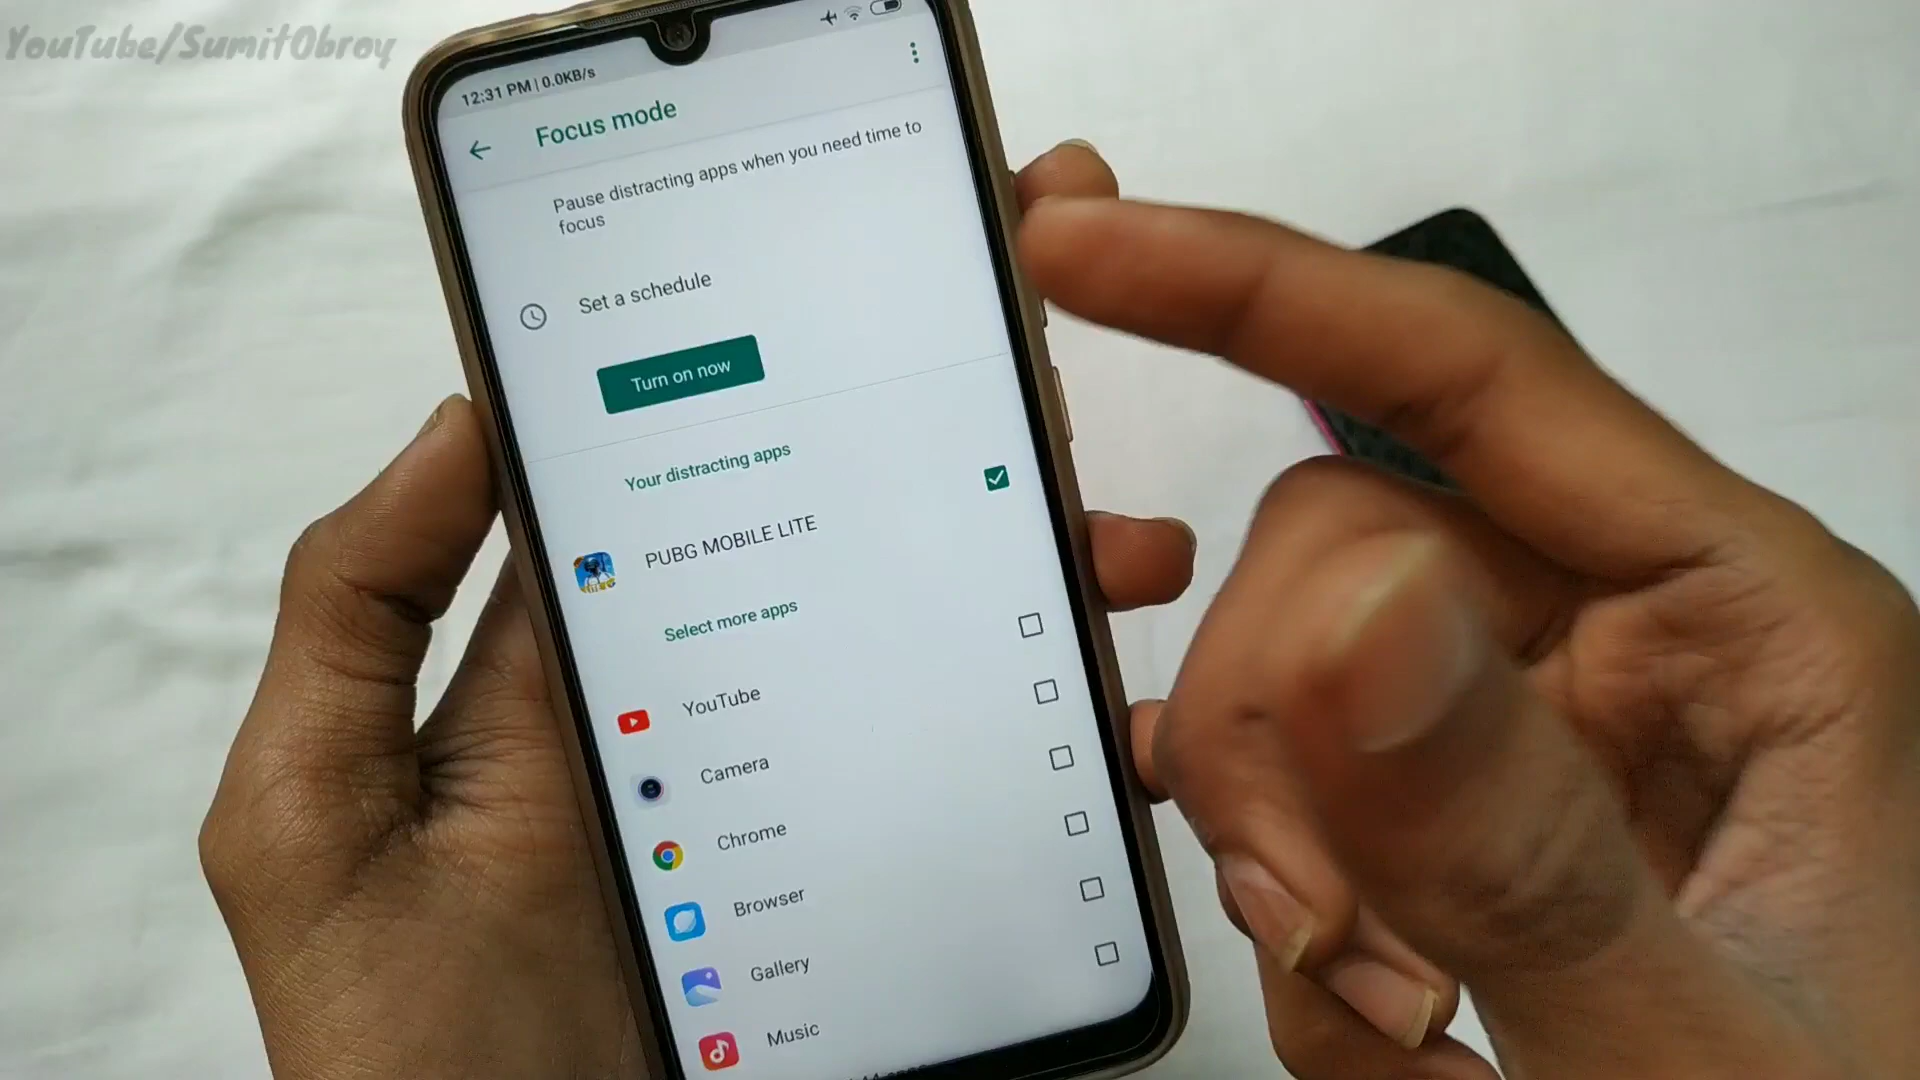 YouTube/SumitObroy
12:31 PM | 0.0KB/s
Focus mode
Pause distracting apps when you need time to
focus
Set a schedule
Turn on now
Your distracting apps
PUBG MOBILE LITE
Select more apps
YouTube
Camera
Chrome
Browser
Gallery
Music